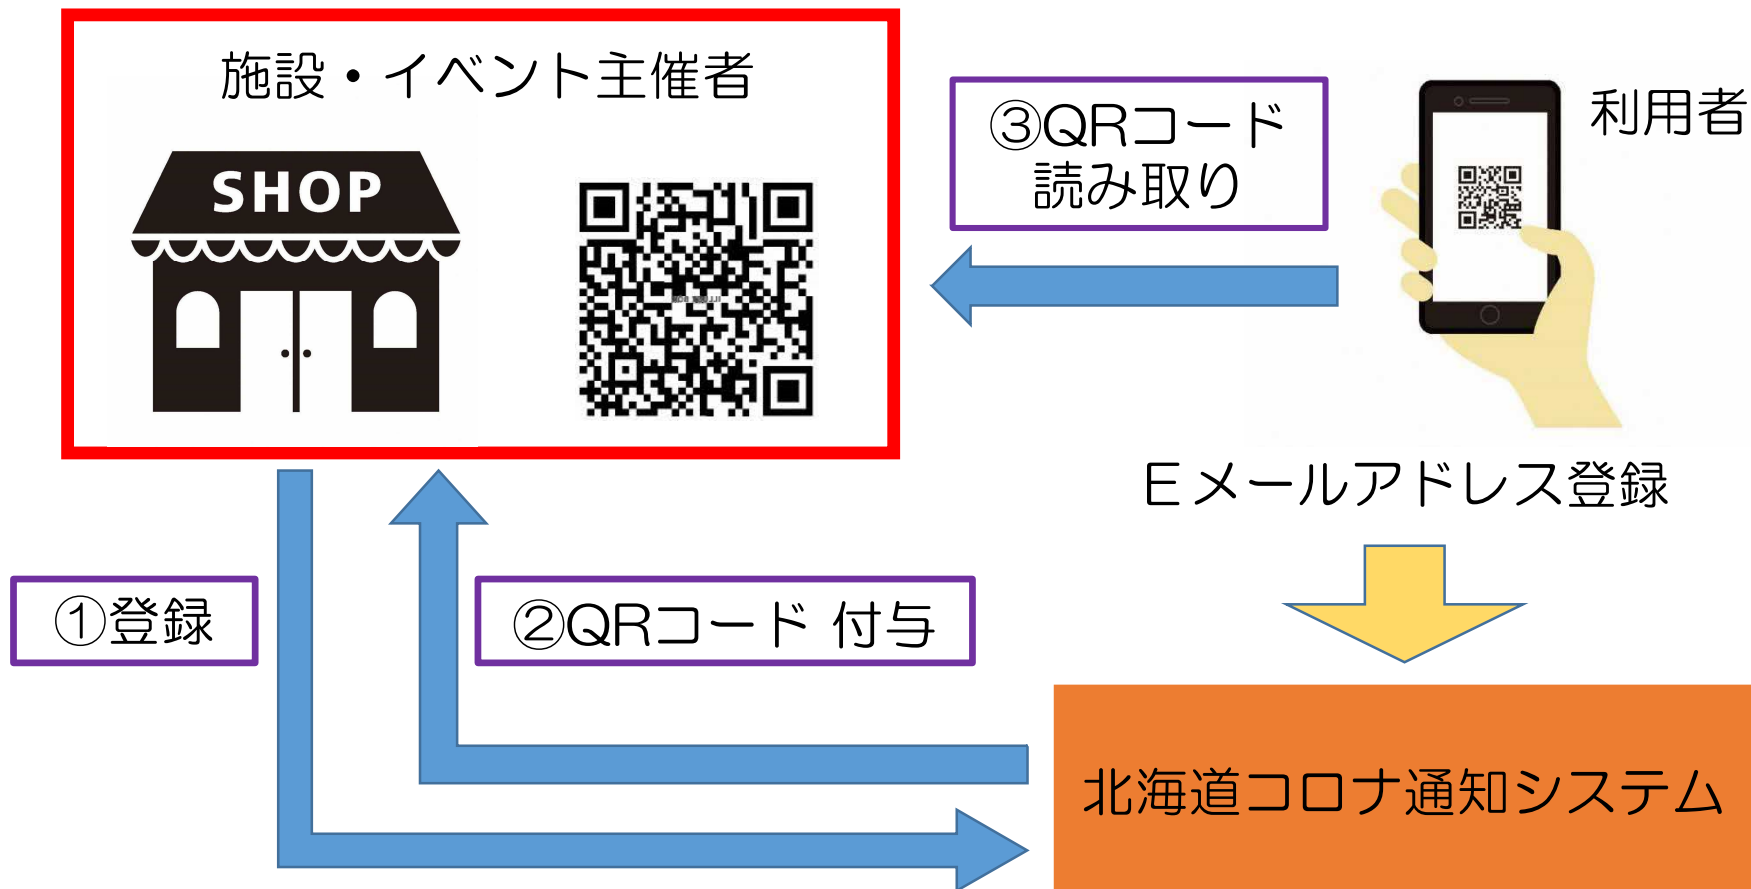 施設・イベント主催者
SHOP
③QRコード
読み取り
利用者
Eメールアドレス登録
①登録
②QRコード 付与
北海道コロナ通知システム